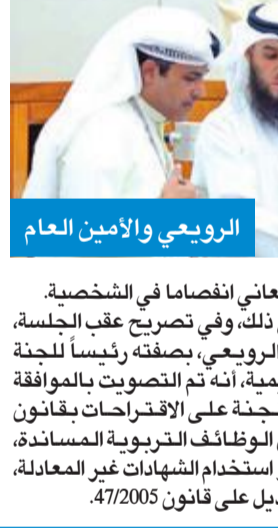 الرويعي والأمين العام
عاني انفصاما في الشخصية.
ذلك، وفي تصريح عقب الجلسة،
الرويعي، بصفته رئيساً للجنة
مية، أنه تم التصويت بالموافقة
جنة على الاقتراحات بقانون
الوظائف التربوية المساندة،
استخدام الشهادات غير المعادلة،
ديل على قانون 47/2005.